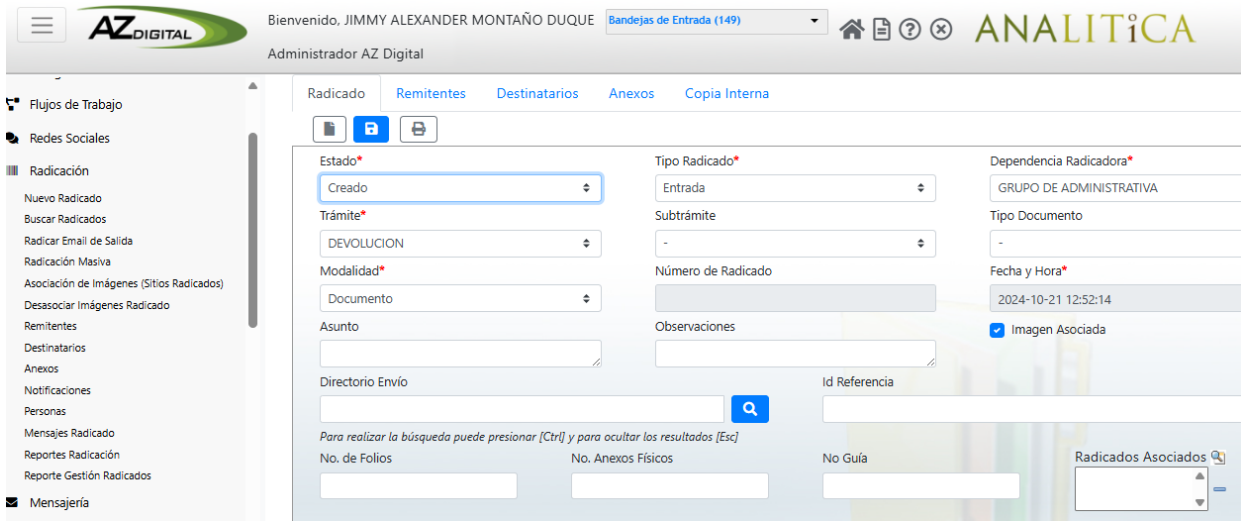 AZDIGITAL
Bienvenido, JIMMY ALEXANDER MONTAÑO DUQUE Bandejas de Entrada (149)
Administrador AZ Digital
ANALITiCA
Flujos de Trabajo
Redes Sociales
Radicación
Nuevo Radicado
Buscar Radicados
Radicar Email de Salida
Radicación Masiva
Asociación de Imágenes (Sitios Radicados)
Desasociar Imágenes Radicado
Remitentes
Destinatarios
Anexos
Notificaciones
Personas
Mensajes Radicado
Reportes Radicación
Reporte Gestión Radicados
Mensajería
Radicado Remitentes Destinatarios Anexos Copia Interna
Estado* Tipo Radicado* Dependencia Radicadora*
Creado Entrada GRUPO DE ADMINISTRATIVA
Trámite* Subtrámite Tipo Documento
DEVOLUCION - -
Modalidad* Número de Radicado Fecha y Hora*
Documento 2024-10-21 12:52:14
Asunto Observaciones Imagen Asociada
Directorio Envío Id Referencia
Para realizar la búsqueda puede presionar [Ctrl] y para ocultar los resultados [Esc]
No. de Folios No. Anexos Físicos No Guía Radicados Asociados